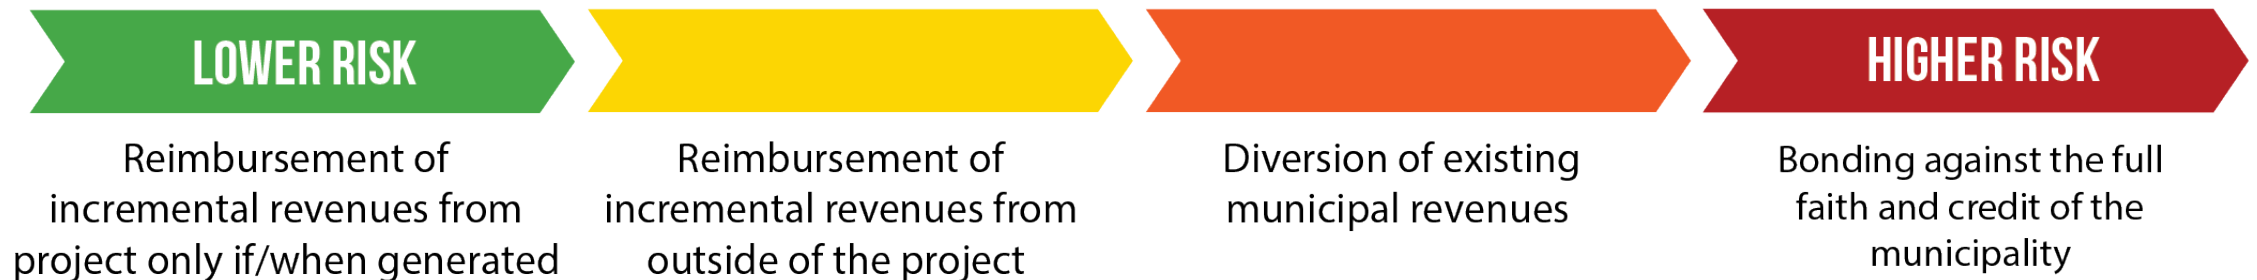 LOWER RISK
Reimbursement of
incremental revenues from
project only if/when generated
Reimbursement of
incremental revenues from
outside of the project
Diversion of existing
municipal revenues
HIGHER RISK
Bonding against the full
faith and credit of the
municipality